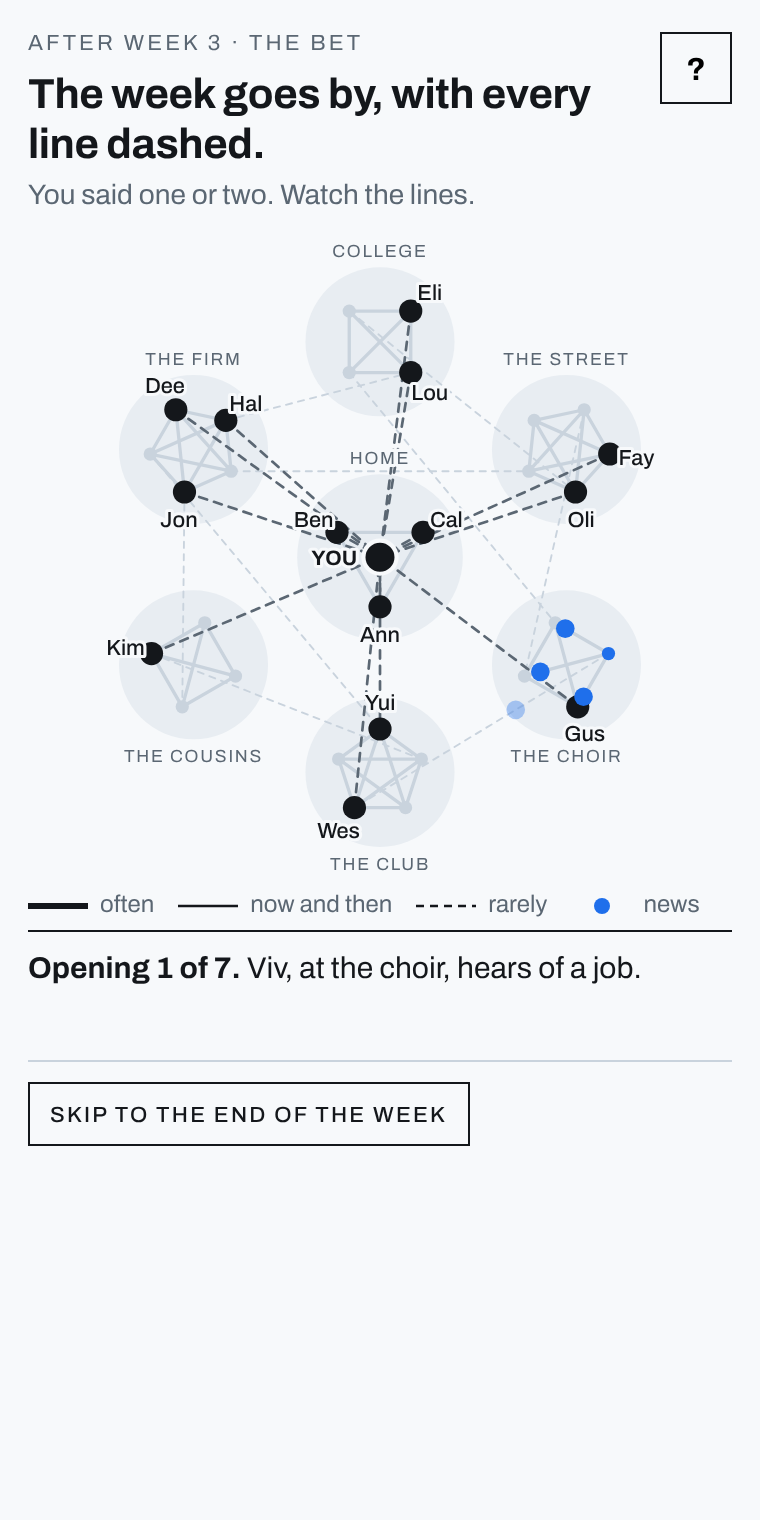 AFTER WEEK 3 · THE BET
?
The week goes by, with every
line dashed.
You said one or two. Watch the lines.
COLLEGE
Eli
THE FIRM
THE STREET
Dee
Hal
Lou
HOME
Fay
Jon
Ben
Cal
Oli
YOU
Ann
Kim
Yui
Gus
THE COUSINS
THE CHOIR
Wes
THE CLUB
often
now and then
rarely
news
Opening 1 of 7. Viv, at the choir, hears of a job.
SKIP TO THE END OF THE WEEK